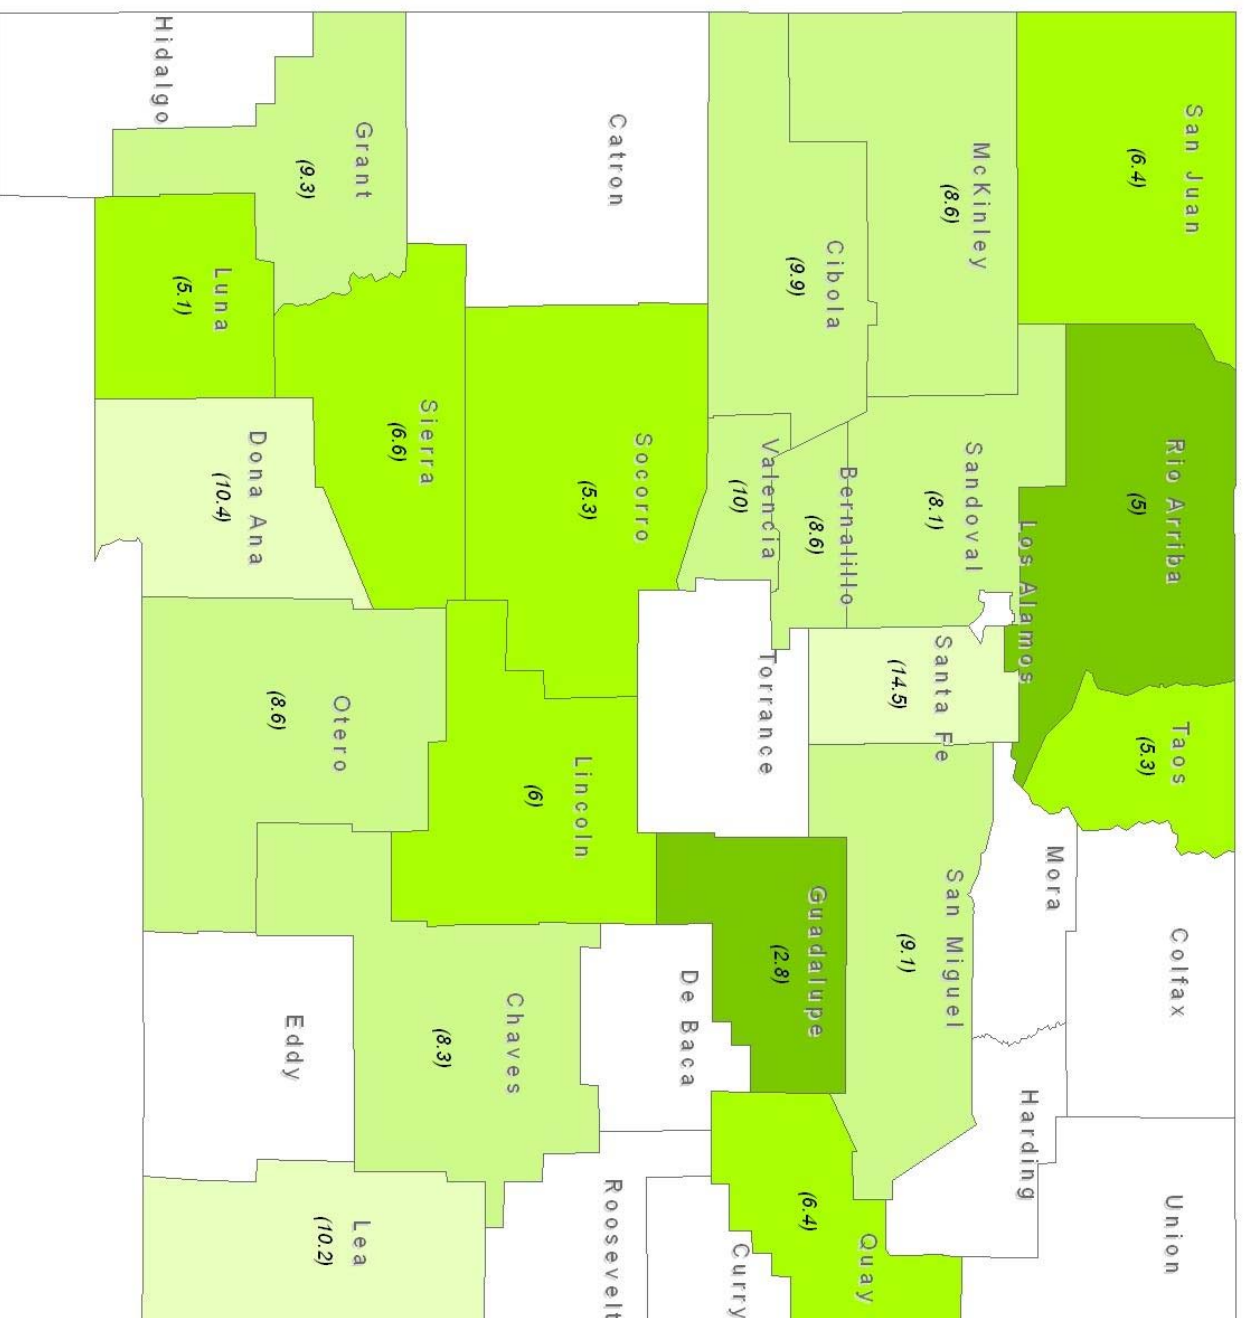 San Juan
(6.4)
Rio Arriba
(5)
Taos
(5.3)
Colfax
Union
McKinley
(8.6)
Sandoval
(8.1)
Los Alamos
Santa Fe
(14.5)
Mora
Harding
San Miguel
(9.1)
Cibola
(9.9)
Bernalillo
(8.6)
Valencia
(10)
Torrance
Guadalupe
(2.8)
Quay
(6.4)
Curry
Catron
Socorro
(5.3)
Lincoln
(6)
De Baca
Roosevelt
Grant
(9.3)
Sierra
(6.6)
Chaves
(8.3)
Hidalgo
Luna
(5.1)
Dona Ana
(10.4)
Otero
(8.6)
Eddy
Lea
(10.2)